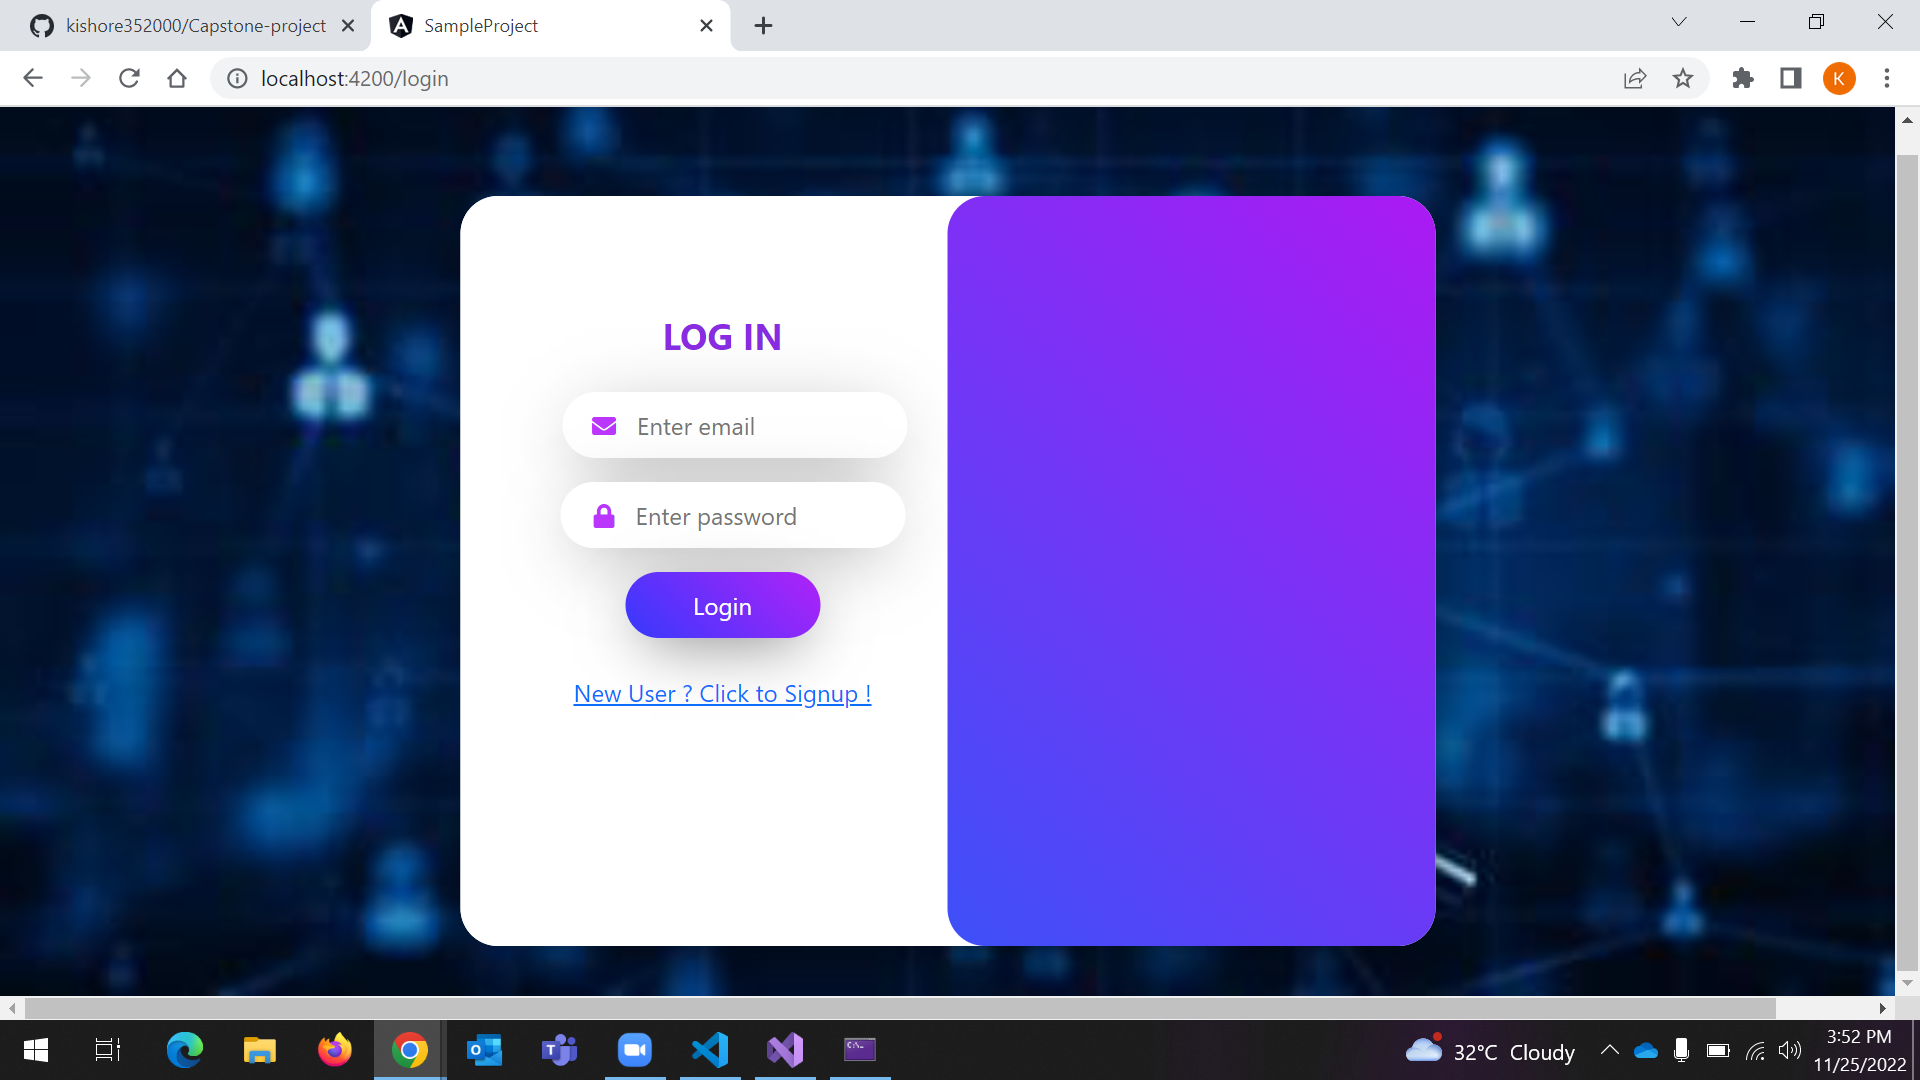 kishore352000/Capstone-project
SampleProject
localhost:4200/login
K
LOG IN
Enter email
Enter password
Login
New User ? Click to Signup !
32°C Cloudy
3:52 PM
11/25/2022